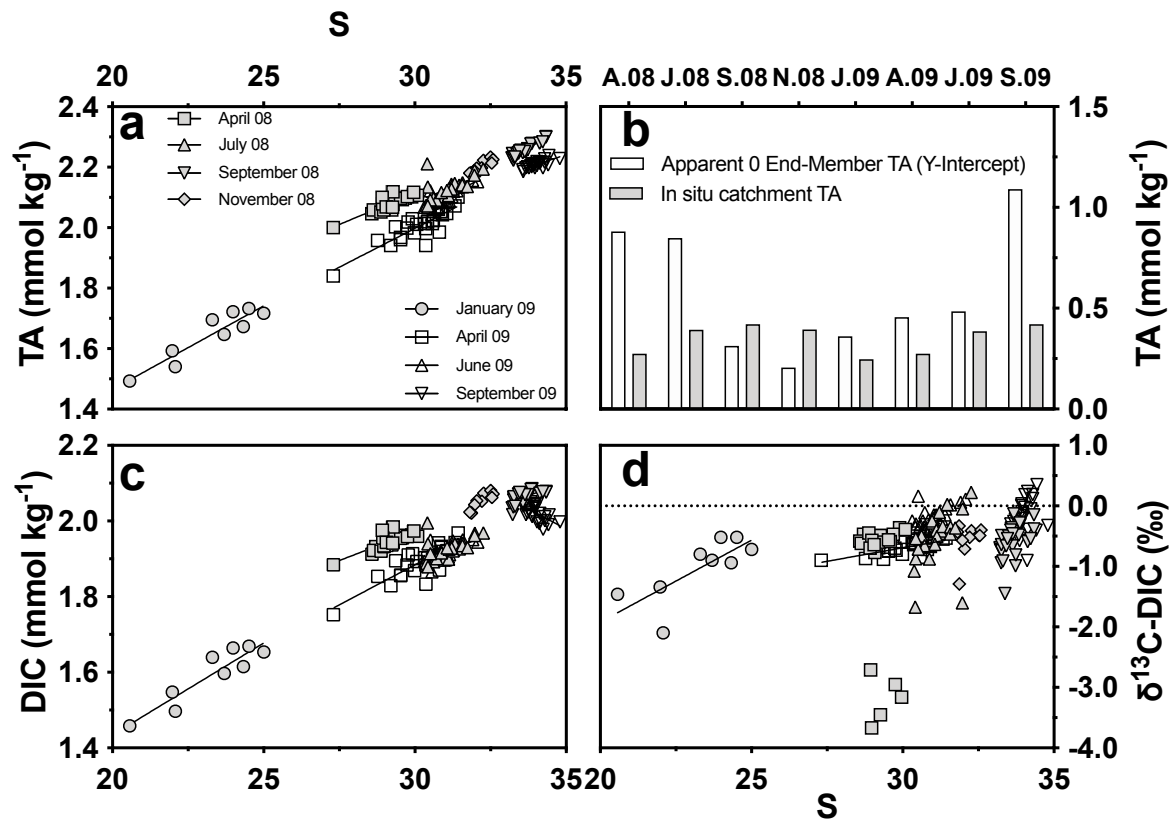 S
20 25 30 35
A.08 J.08 S.08 N.08 J.09 A.09 J.09 S.09
a
TA (mmol kg⁻¹)
2.4
2.2
2.0
1.8
1.6
1.4
April 08
July 08
September 08
November 08
January 09
April 09
June 09
September 09
b
Apparent 0 End-Member TA (Y-Intercept)
In situ catchment TA
1.5
1.0
0.5
0.0
TA (mmol kg⁻¹)
c
DIC (mmol kg⁻¹)
2.2
2.0
1.8
1.6
1.4
20 25 30 35
d
1.0
0.0
-1.0
-2.0
-3.0
-4.0
δ¹³C-DIC (‰)
20 25 30 35
S